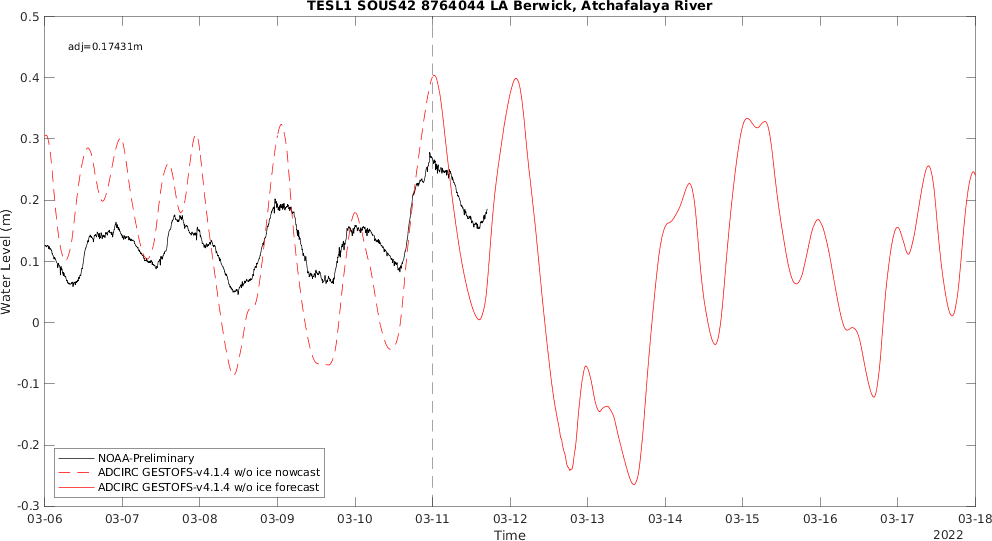 TESL1 SOUS42 8764044 LA Berwick, Atchafalaya River
adj=0.17431m
Water Level (m)
0.5
0.4
0.3
0.2
0.1
0
-0.1
-0.2
-0.3
NOAA-Preliminary
ADCIRC GESTOFS-v4.1.4 w/o ice nowcast
ADCIRC GESTOFS-v4.1.4 w/o ice forecast
03-06 03-07 03-08 03-09 03-10 03-11 03-12 03-13 03-14 03-15 03-16 03-17 03-18
Time
2022